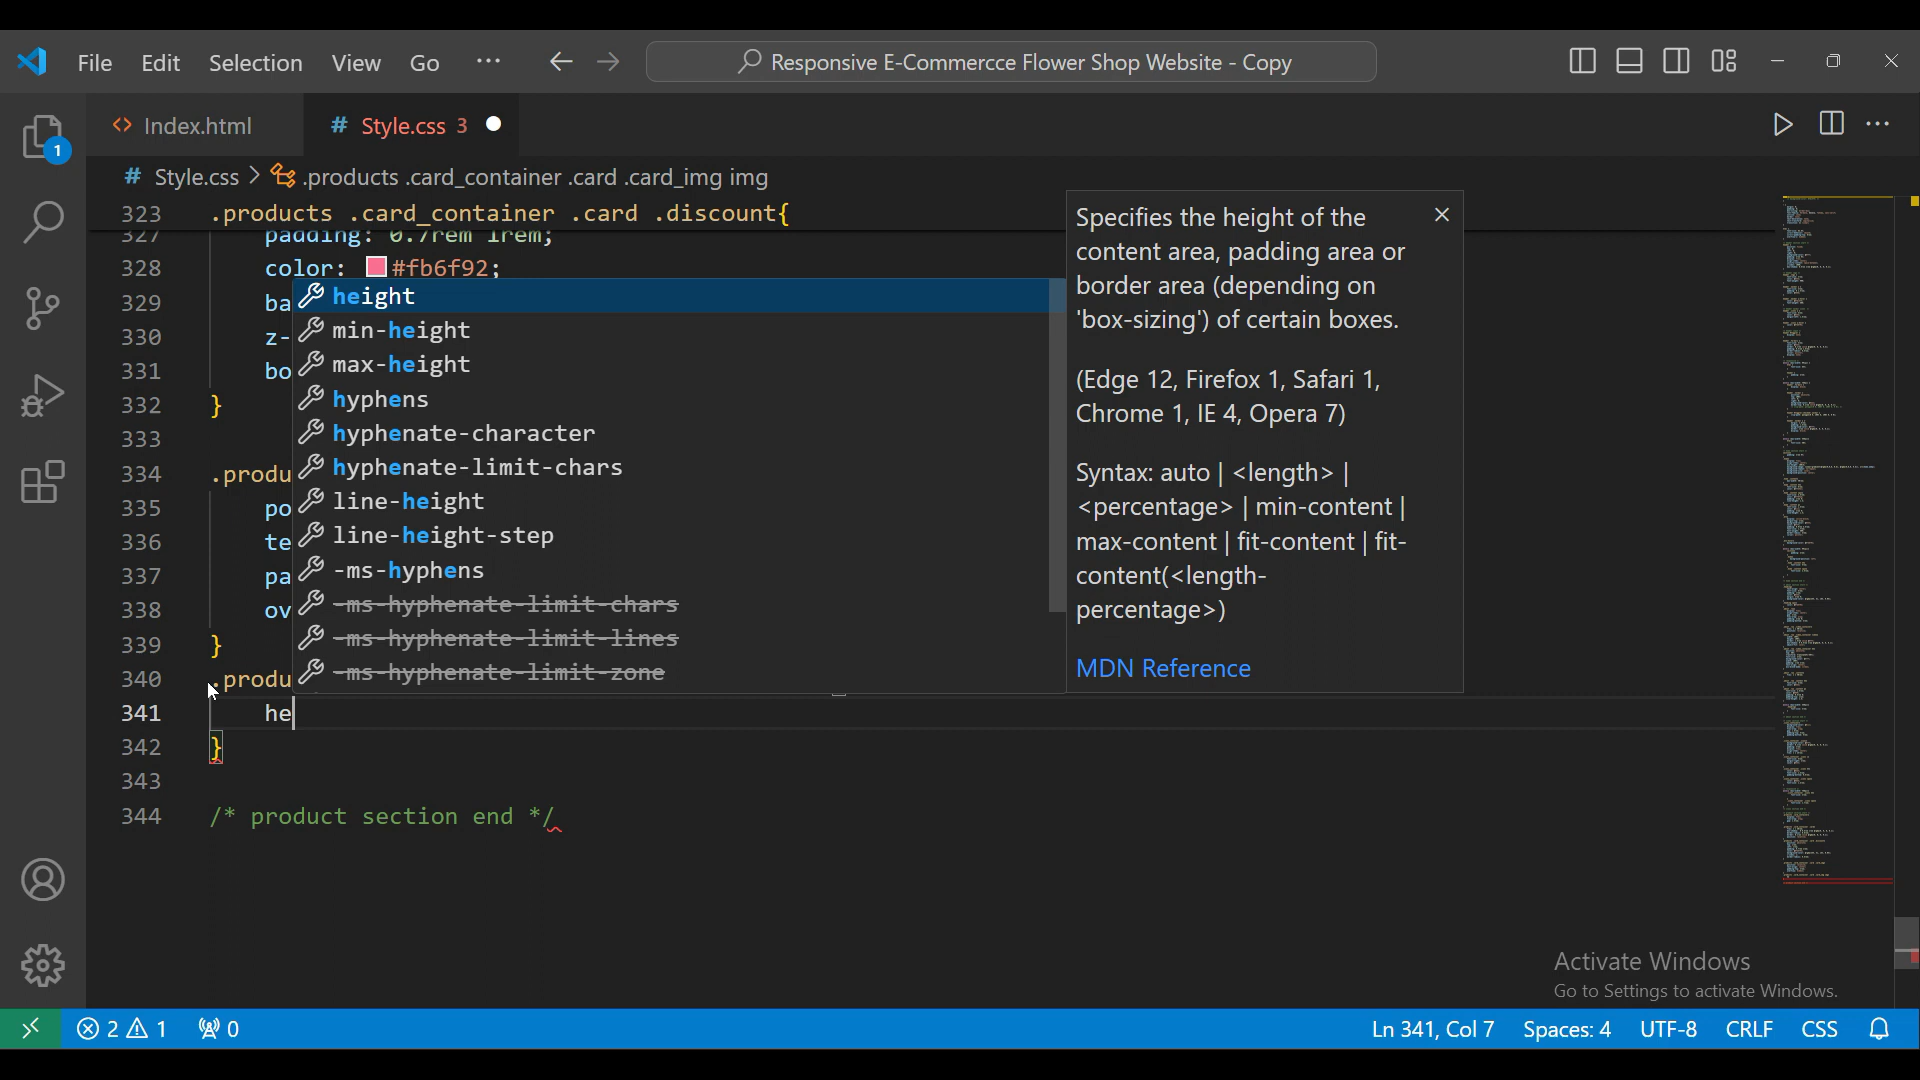 File Edit Selection View Go ··· Responsive E-Commercce Flower Shop Website - Copy
1
<> Index.html
# Style.css 3
# Style.css > .products .card_container .card .card_img img
323 .products .card_container .card .discount{
327 padding: 0.7rem 1rem;
328 color: #fb6f92;
329 ba
330 z-
331 bo
332 }
333
334 .produ
335 po
336 te
337 pa
338 ov
339 }
340 .produ
341 he
342 }
343
344 /* product section end */
height
min-height
max-height
hyphens
hyphenate-character
hyphenate-limit-chars
line-height
line-height-step
-ms-hyphens
-ms-hyphenate-limit-chars
-ms-hyphenate-limit-lines
-ms-hyphenate-limit-zone
Specifies the height of the
content area, padding area or
border area (depending on
'box-sizing') of certain boxes.
(Edge 12, Firefox 1, Safari 1,
Chrome 1, IE 4, Opera 7)
Syntax: auto | <length> |
<percentage> | min-content |
max-content | fit-content | fit-
content(<length-
percentage>)
MDN Reference
Activate Windows
Go to Settings to activate Windows.
2 1 0 Ln 341, Col 7 Spaces: 4 UTF-8 CRLF CSS